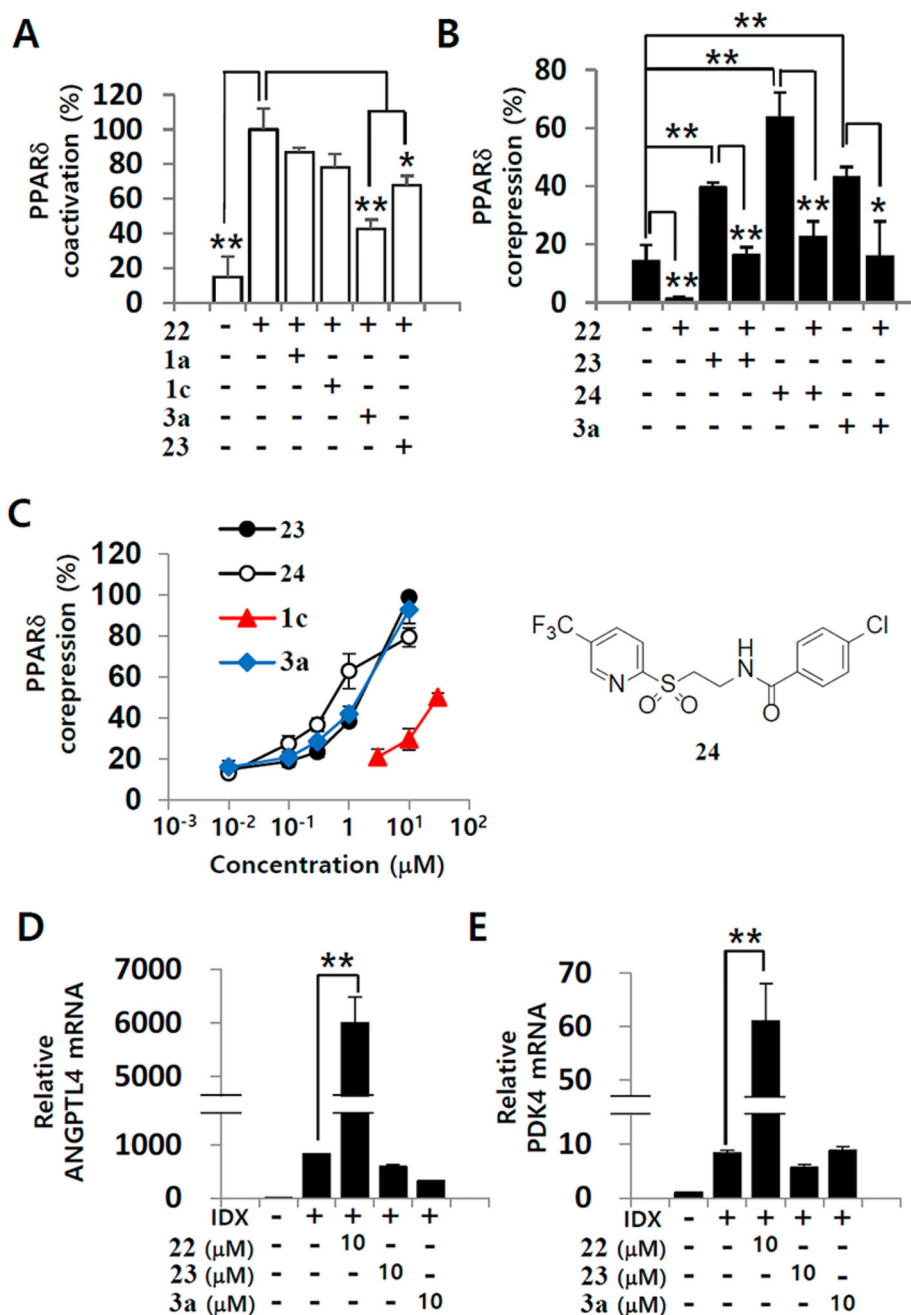 A
PPARδ
coactivation (%)
120
100
80
60
40
20
0
**
**
*
22 - + + + + +
1a - - + - - -
1c - - - + - -
3a - - - - + -
23 - - - - - +
B
PPARδ
corepression (%)
80
60
40
20
0
**
**
**
**
**
**
*
22 - + - + - + - +
23 - - + + - - - -
24 - - - - + + - -
3a - - - - - - + +
C
PPARδ
corepression (%)
120
100
80
60
40
20
0
23
24
1c
3a
10-3 10-2 10-1 1 101 102
Concentration (μM)
F3C
N
S
O O
H
N
O
Cl
24
D
Relative
ANGPTL4 mRNA
7000
6000
5000
1000
0
**
IDX - + + + +
22 (μM) - - 10 - -
23 (μM) - - - 10 -
3a (μM) - - - - 10
E
Relative
PDK4 mRNA
70
60
50
10
0
**
IDX - + + + +
22 (μM) - - 10 - -
23 (μM) - - - 10 -
3a (μM) - - - - 10